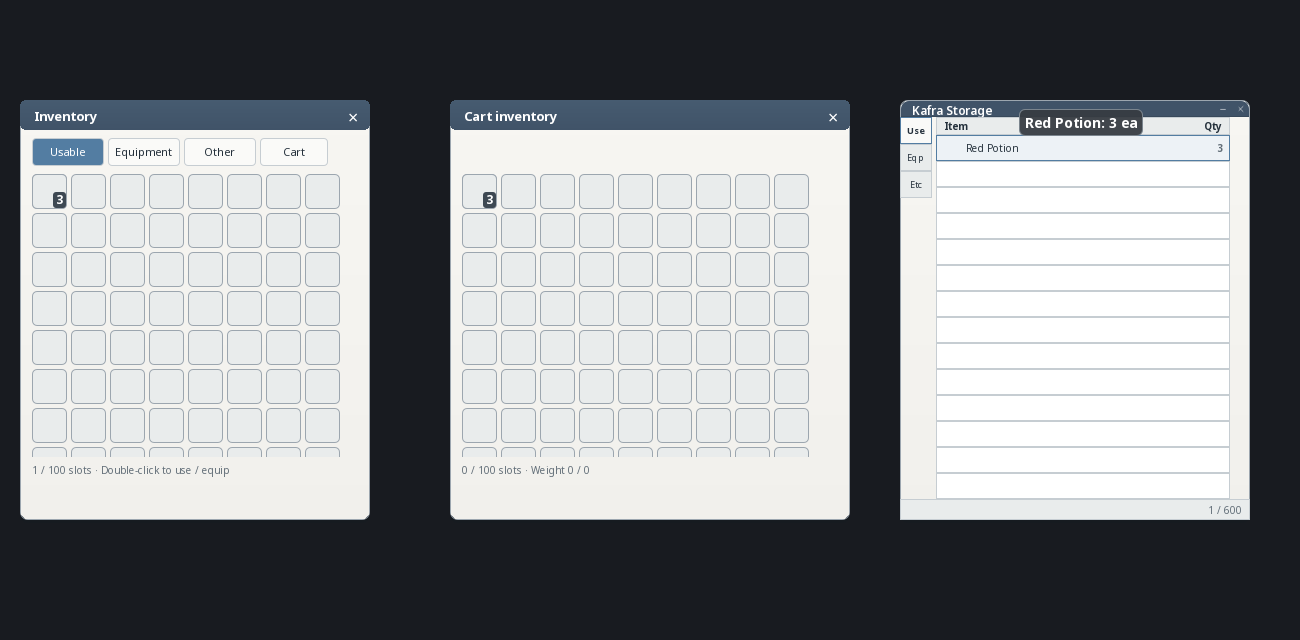 Inventory ×
Usable Equipment Other Cart
3
1 / 100 slots · Double-click to use / equip
Cart inventory ×
3
0 / 100 slots · Weight 0 / 0
Kafra Storage − ×
Red Potion: 3 ea
Use
Eqp
Etc
Item Qty
Red Potion 3
1 / 600